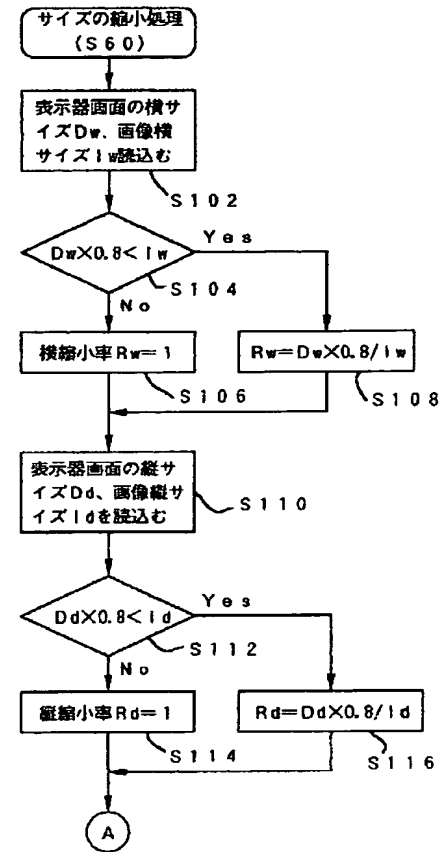 サイズの縮小処理
(S60)
表示器画面の横サ
イズDw、画像横
サイズIw読込む
S102
Dw×0.8<Iw
Yes
S104
No
横縮小率Rw=1
Rw=Dw×0.8/Iw
S106
S108
表示器画面の縦サ
イズDd、画像縦サ
イズIdを読込む
S110
Dd×0.8<Id
Yes
S112
No
縦縮小率Rd=1
Rd=Dd×0.8/Id
S114
S116
A